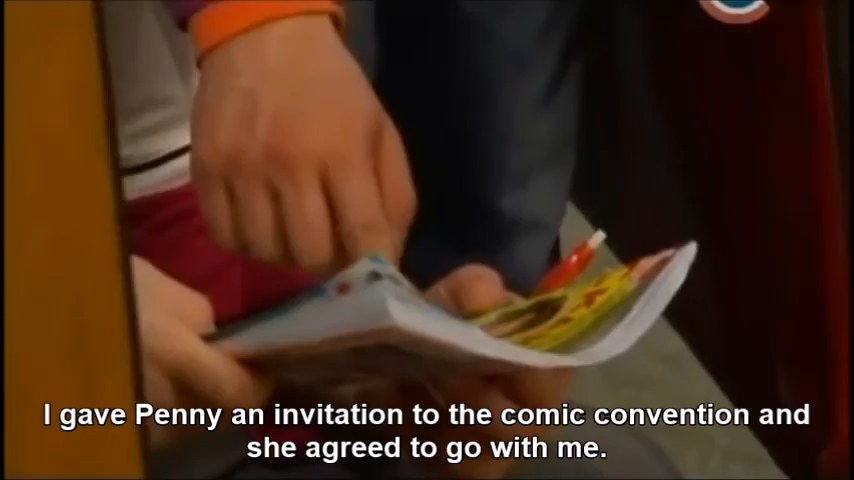 I gave Penny an invitation to the comic convention and
she agreed to go with me.